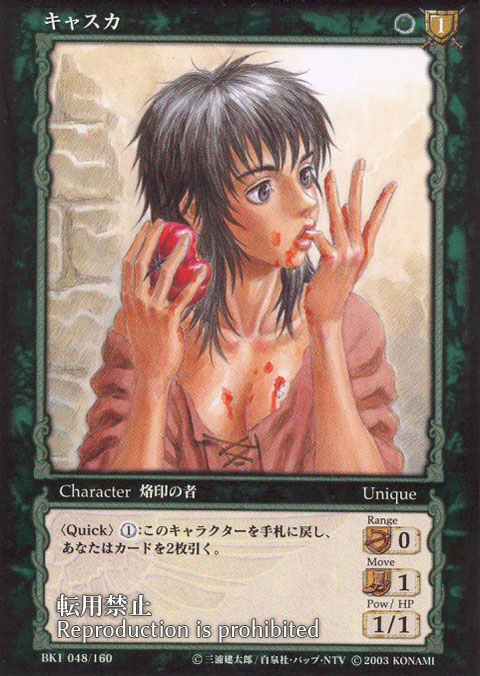 キャスカ
1
Character 烙印の者
Unique
〈Quick〉①:このキャラクターを手札に戻し、
あなたはカードを2枚引く。
Range
0
Move
1
Pow/ HP
1/1
転用禁止
Reproduction is prohibited
BK1 048/160
©三浦建太郎/白泉社・バップ・NTV ©2003 KONAMI